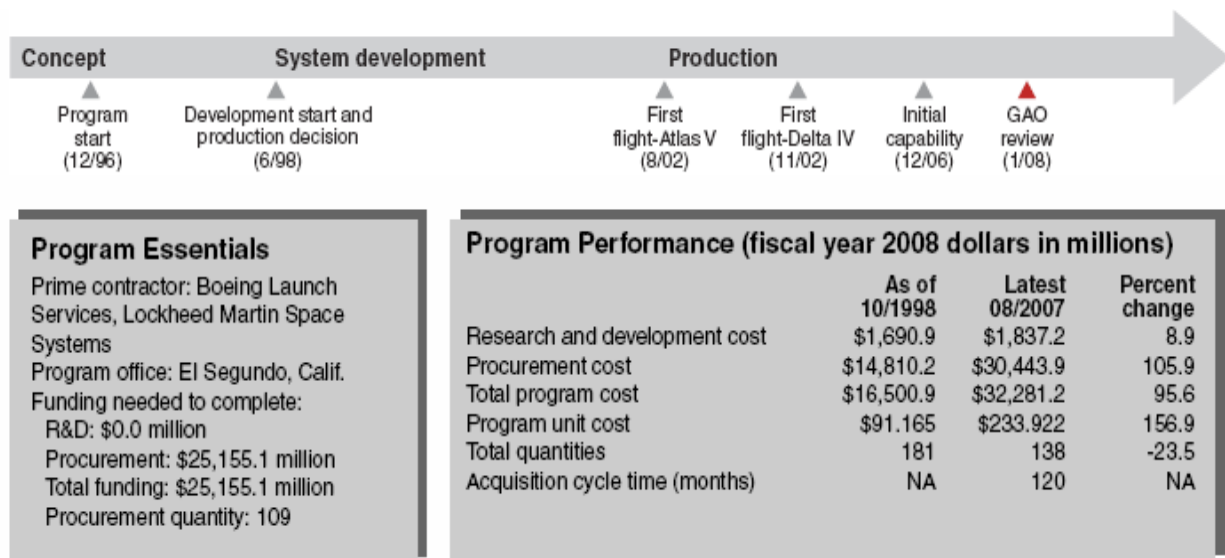 Concept System development Production
Program start (12/96)
Development start and production decision (6/98)
First flight-Atlas V (8/02)
First flight-Delta IV (11/02)
Initial capability (12/06)
GAO review (1/08)
Program Essentials
Prime contractor: Boeing Launch
Services, Lockheed Martin Space
Systems
Program office: El Segundo, Calif.
Funding needed to complete:
R&D: $0.0 million
Procurement: $25,155.1 million
Total funding: $25,155.1 million
Procurement quantity: 109
Program Performance (fiscal year 2008 dollars in millions)
As of Latest Percent
10/1998 08/2007 change
Research and development cost $1,690.9 $1,837.2 8.9
Procurement cost $14,810.2 $30,443.9 105.9
Total program cost $16,500.9 $32,281.2 95.6
Program unit cost $91.165 $233.922 156.9
Total quantities 181 138 -23.5
Acquisition cycle time (months) NA 120 NA